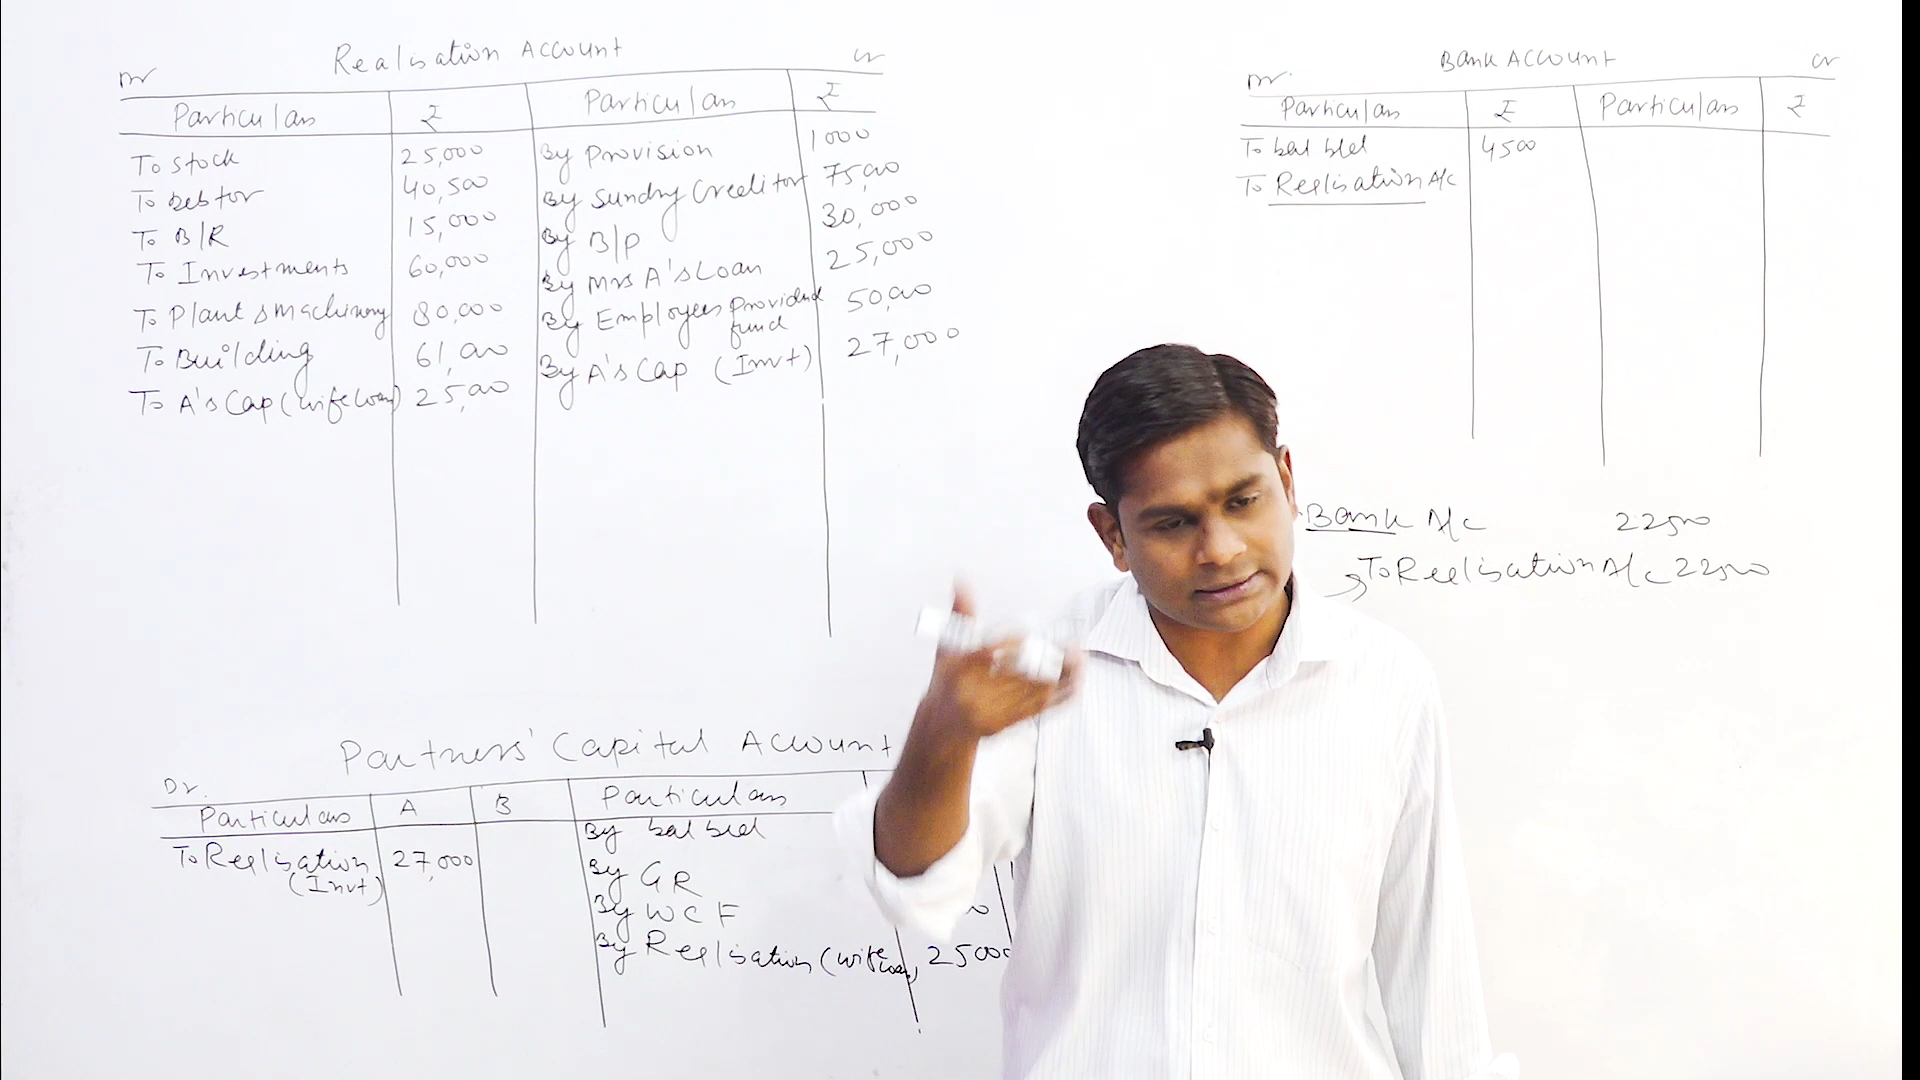 Realisation Account
Dr Cr
Particulars ₹ Particulars ₹
To stock 25,000 By Provision 1000
To Debtor 40,500 By Sundry Creditor 75,000
To B/R 15,000 By B/P 30,000
To Investments 60,000 By Mrs A's Loan 25,000
To Plant & machinery 80,000 By Employees Provident fund 50,000
To Building 61,000 By A's Cap (Invt) 27,000
To A's Cap (wife Loan) 25,000
Bank Account
Dr. Cr
Particulars ₹ Particulars ₹
To bal b/d 4500
To Realisation A/c
Bank A/c 22500
To Realisation A/c 22500
Partners' Capital Account
Dr.
Particulars A B Particulars
To Realisation (Invt) 27,000 By bal b/d
By GR
By WCF
By Realisation (wife Loan) 25000